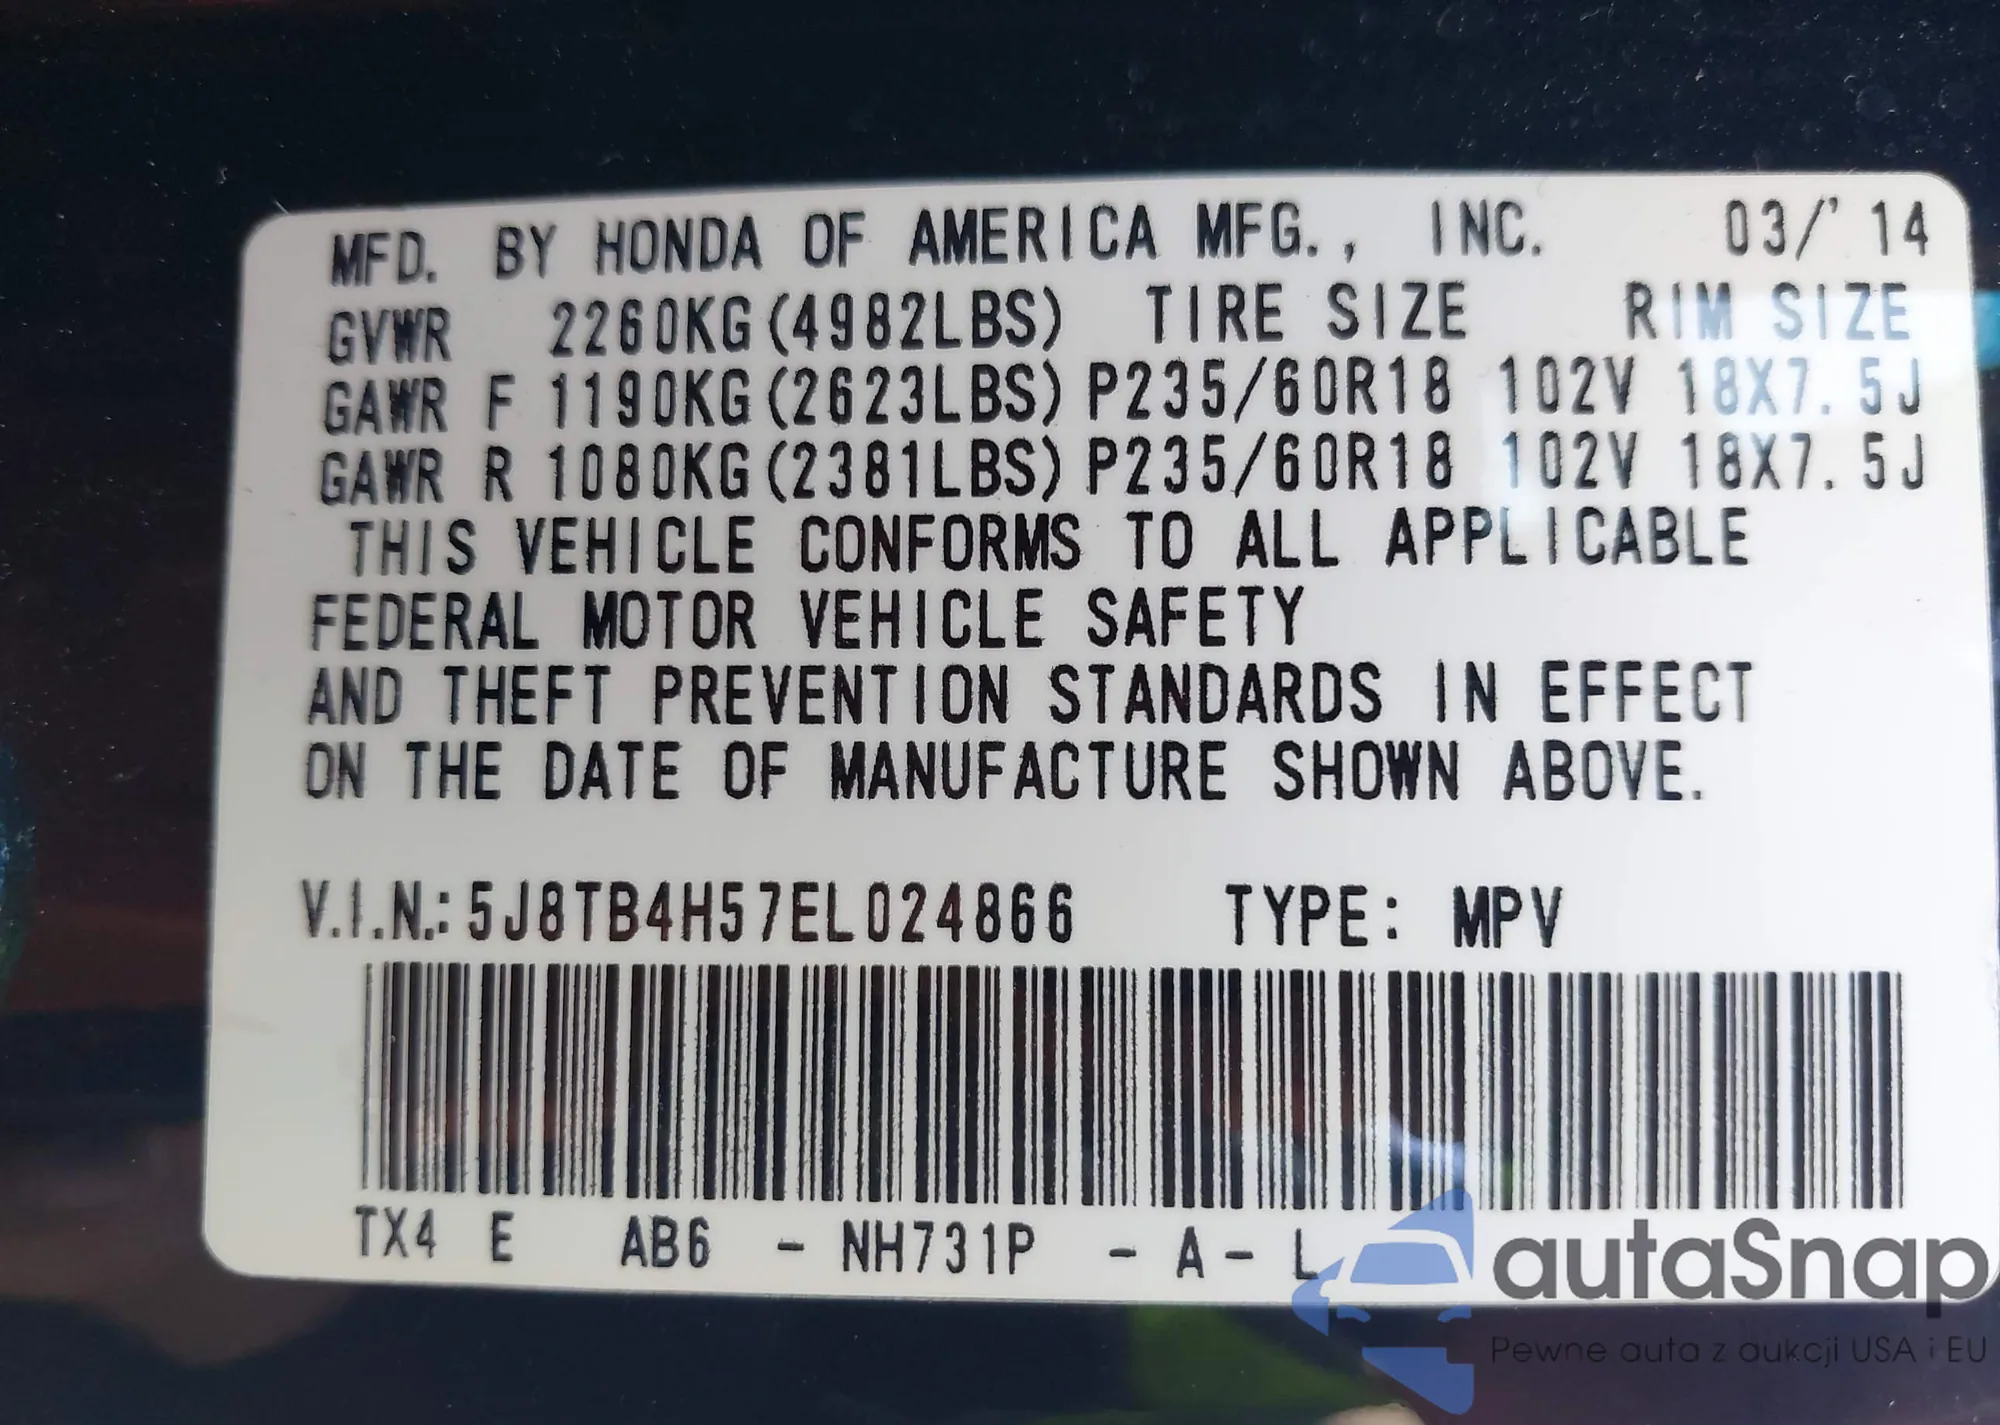 MFD. BY HONDA OF AMERICA MFG., INC. 03/'14
GVWR 2260KG(4982LBS) TIRE SIZE RIM SIZE
GAWR F 1190KG(2623LBS) P235/60R18 102V 18X7.5J
GAWR R 1080KG(2381LBS) P235/60R18 102V 18X7.5J
THIS VEHICLE CONFORMS TO ALL APPLICABLE
FEDERAL MOTOR VEHICLE SAFETY
AND THEFT PREVENTION STANDARDS IN EFFECT
ON THE DATE OF MANUFACTURE SHOWN ABOVE.
V.I.N.: 5J8TB4H57EL024866 TYPE: MPV
TX4 E AB6 - NH731P - A - L
autaSnap
Pewne auta z aukcji USA i EU